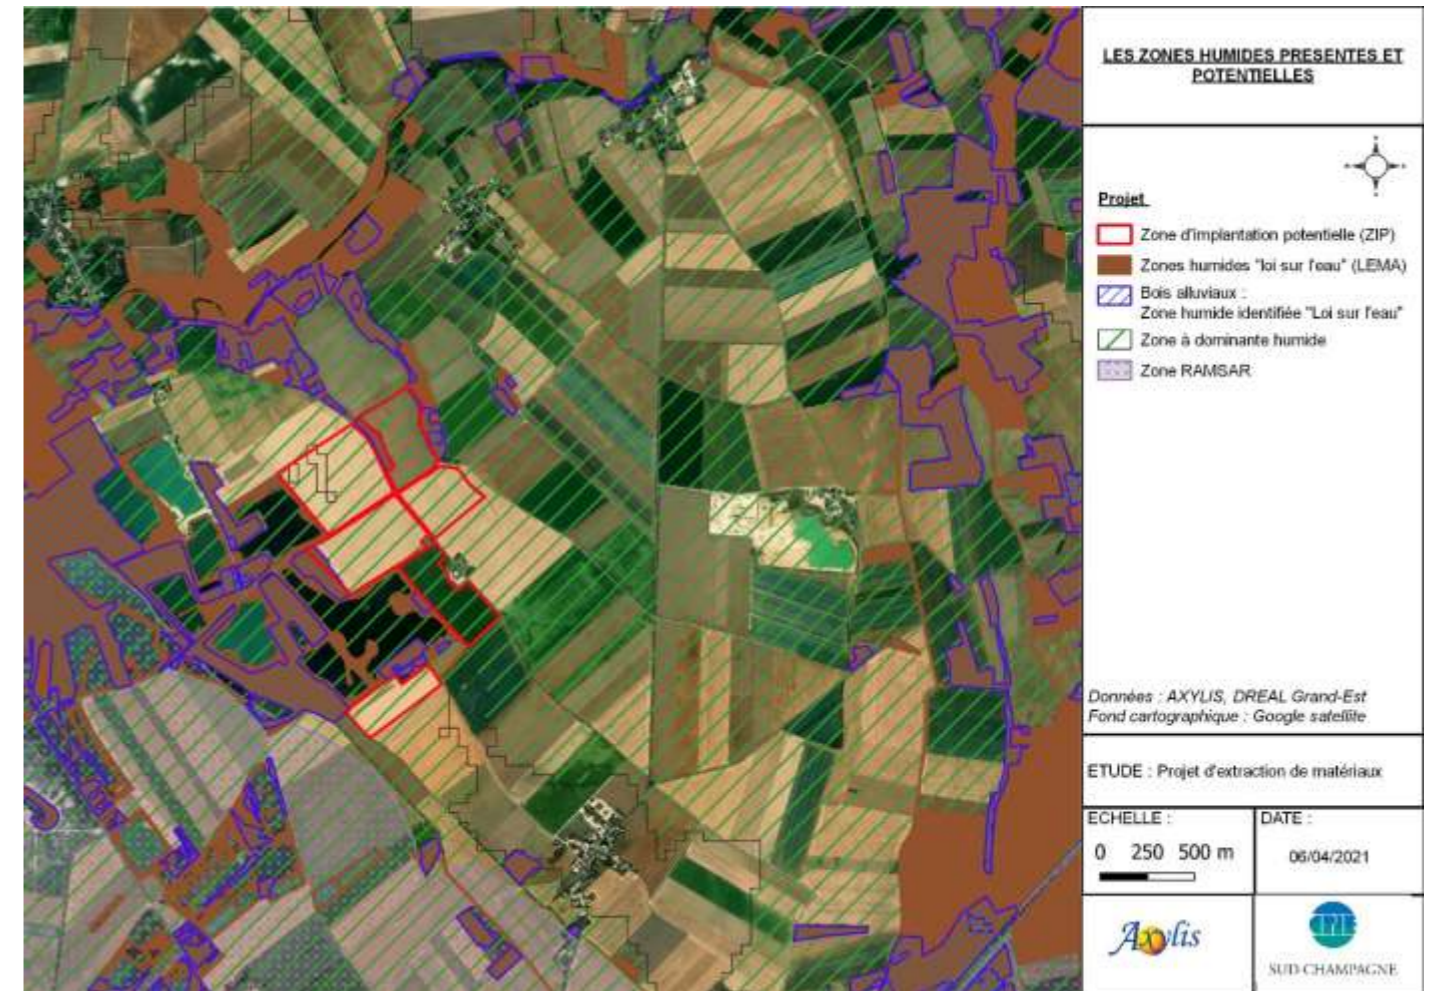 LES ZONES HUMIDES PRESENTES ET
POTENTIELLES
Projet
Zone d'implantation potentielle (ZIP)
Zones humides "loi sur l'eau" (LEMA)
Bois alluviaux :
Zone humide identifiée "Loi sur l'eau"
Zone à dominante humide
Zone RAMSAR
Données : AXYLIS, DREAL Grand-Est
Fond cartographique : Google satellite
ETUDE : Projet d'extraction de matériaux
ECHELLE :
0 250 500 m
DATE :
06/04/2021
Axylis
CPIE
SUD CHAMPAGNE